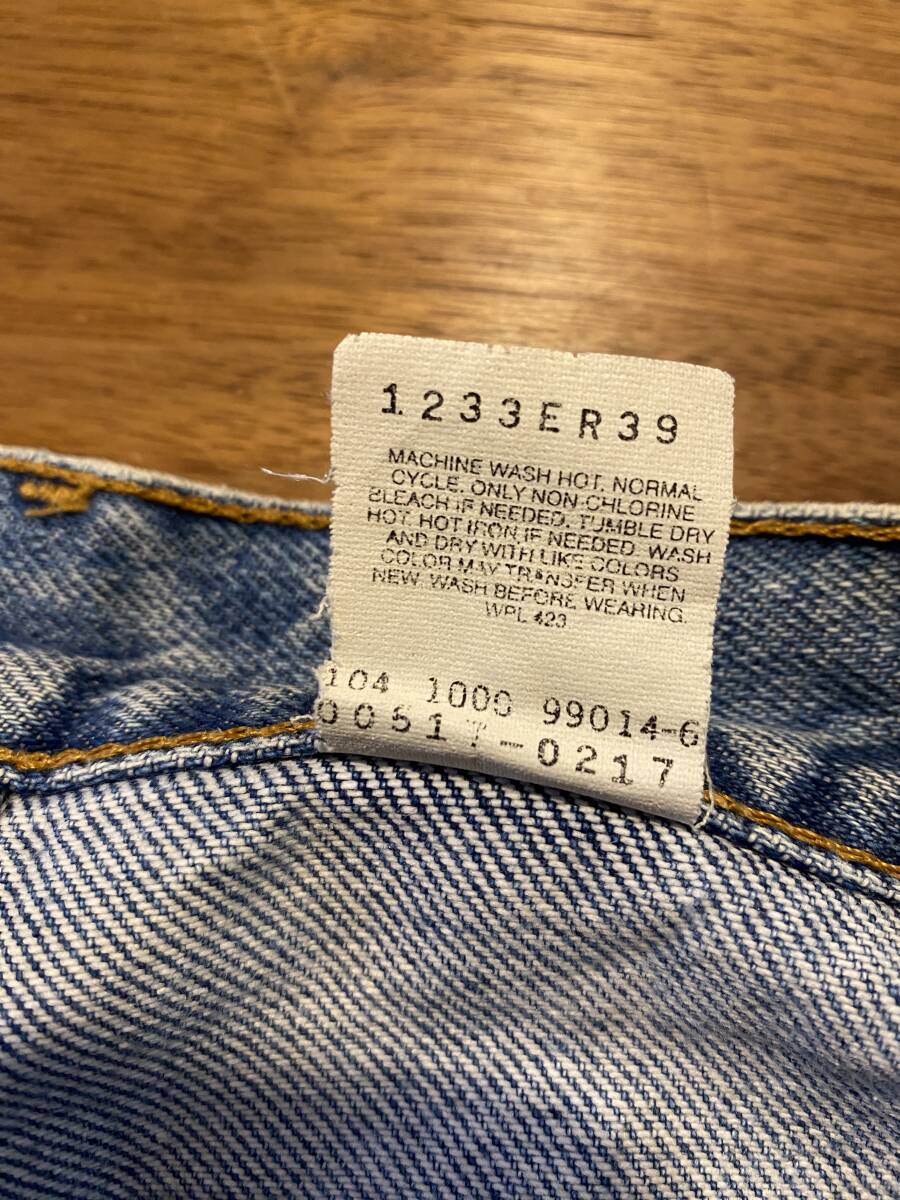 1233ER39
MACHINE WASH HOT. NORMAL
CYCLE. ONLY NON-CHLORINE
BLEACH IF NEEDED. TUMBLE DRY
HOT. HOT IRON IF NEEDED. WASH
AND DRY WITH LIKE COLORS
COLOR MAY TRANSFER WHEN
NEW. WASH BEFORE WEARING.
WPL 423
104 1000 99014-6
00517-0217